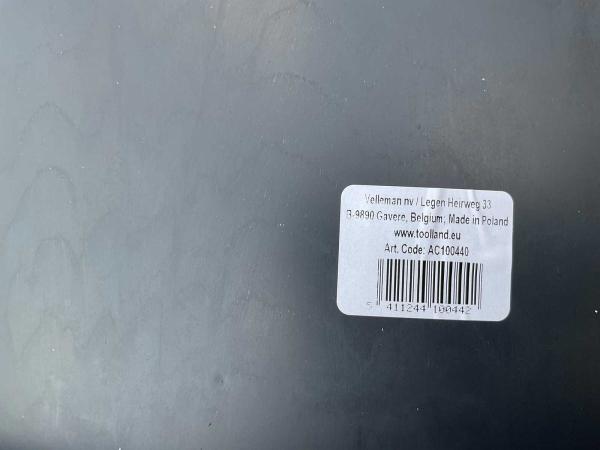 Velleman nv / Legen Heirweg 33
B-9890 Gavere, Belgium; Made in Poland
www.toolland.eu
Art. Code: AC100440
5 411244 100442